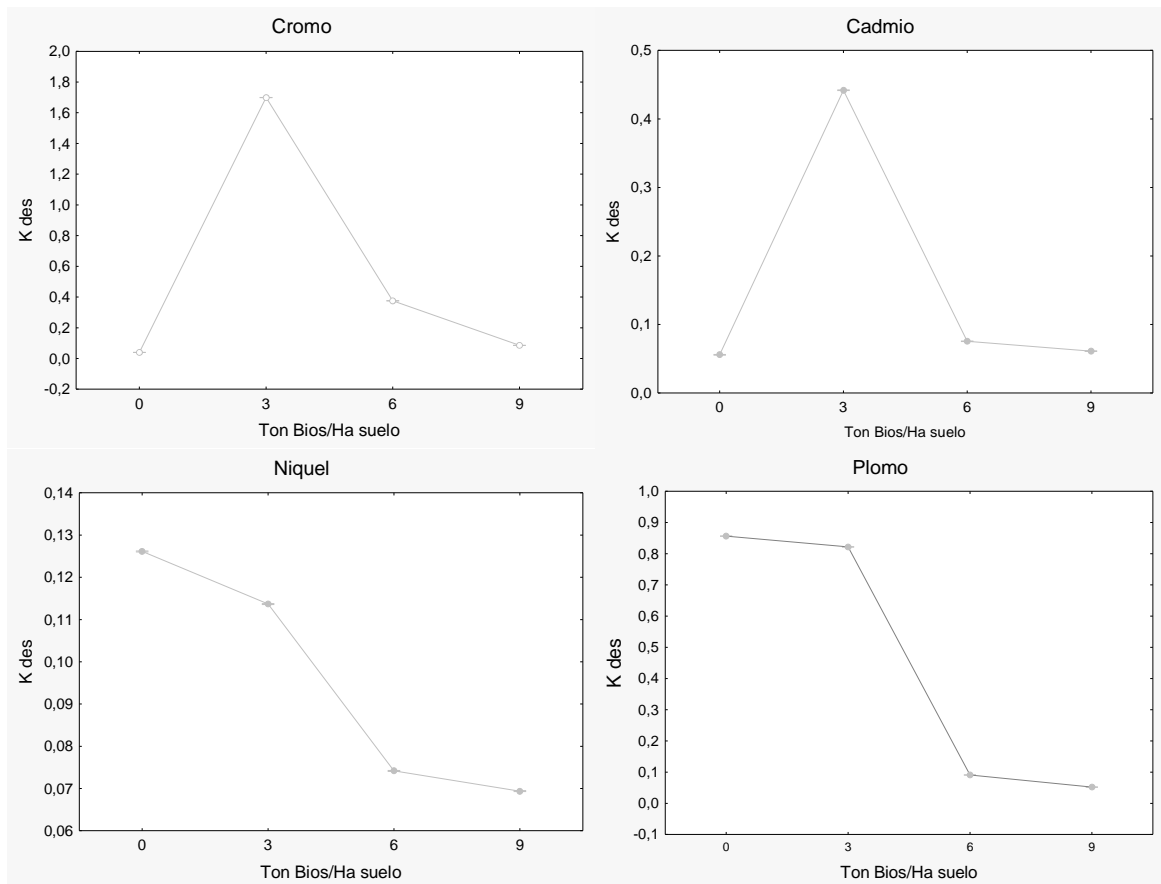 Cromo
2,0
1,8
1,6
1,4
1,2
1,0
0,8
0,6
0,4
0,2
0,0
-0,2
K des
0 3 6 9
Ton Bios/Ha suelo
Cadmio
0,5
0,4
0,3
0,2
0,1
0,0
K des
0 3 6 9
Ton Bios/Ha suelo
Niquel
0,14
0,13
0,12
0,11
0,10
0,09
0,08
0,07
0,06
K des
0 3 6 9
Ton Bios/Ha suelo
Plomo
1,0
0,9
0,8
0,7
0,6
0,5
0,4
0,3
0,2
0,1
0,0
-0,1
K des
0 3 6 9
Ton Bios/Ha suelo